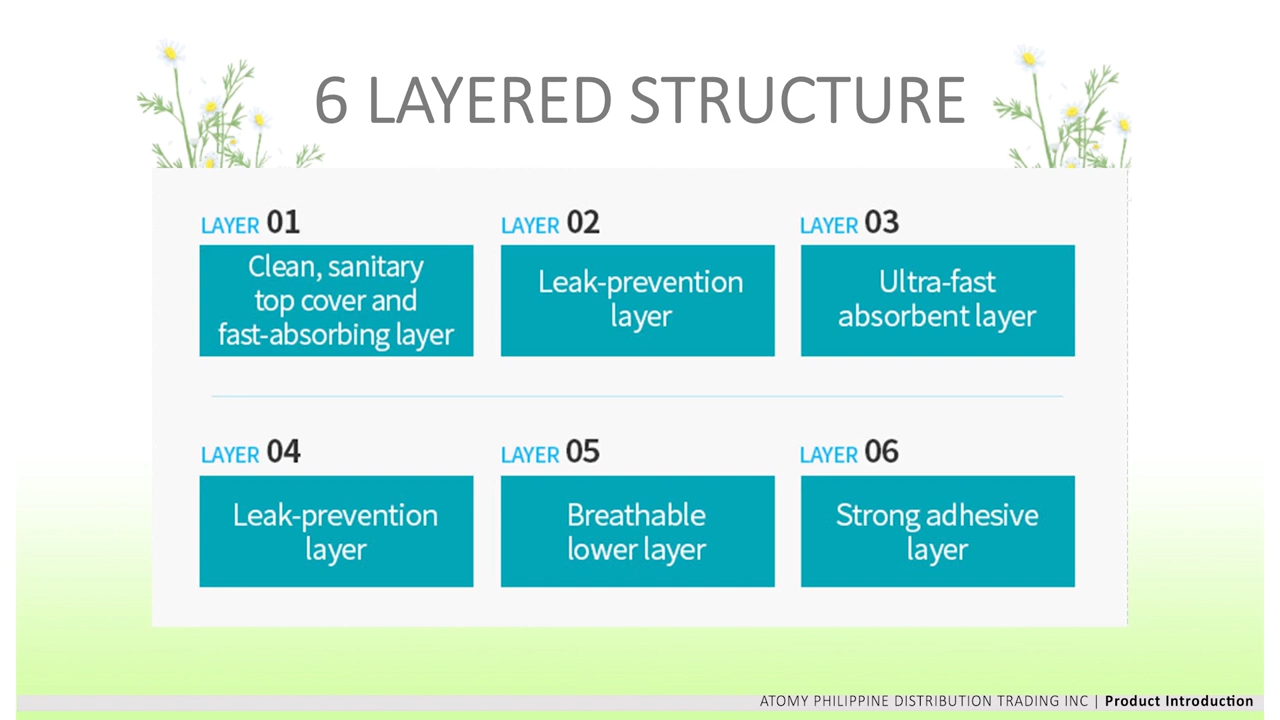 6 LAYERED STRUCTURE
LAYER 01
Clean, sanitary
top cover and
fast-absorbing layer
LAYER 02
Leak-prevention
layer
LAYER 03
Ultra-fast
absorbent layer
LAYER 04
Leak-prevention
layer
LAYER 05
Breathable
lower layer
LAYER 06
Strong adhesive
layer
ATOMY PHILIPPINE DISTRIBUTION TRADING INC | Product Introduction